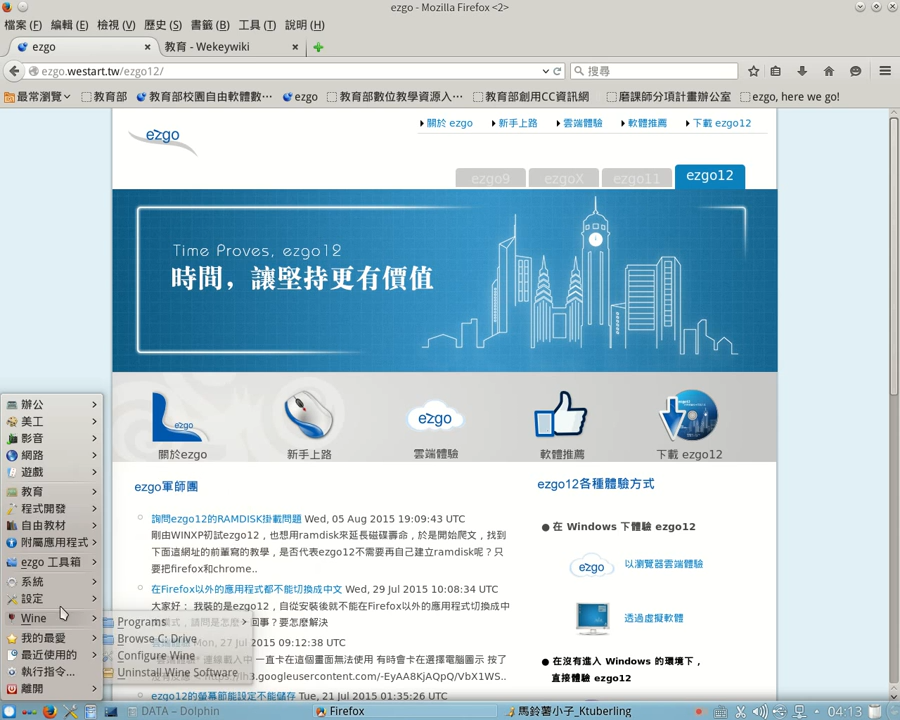 ezgo - Mozilla Firefox <2>
檔案 (F) 編輯 (E) 檢視 (V) 歷史 (S) 書籤 (B) 工具 (T) 說明 (H)
ezgo 教育 - Wekeywiki
ezgo.westart.tw/ezgo12/ 搜尋
最常瀏覽 教育部 教育部校園自由軟體數… ezgo 教育部數位教學資源入… 教育部創用CC資訊網 磨課師分項計畫辦公室 ezgo, here we go!
ezgo
關於 ezgo 新手上路 雲端體驗 軟體推薦 下載 ezgo12
ezgo9 ezgoX ezgo11 ezgo12
Time Proves, ezgo12
時間，讓堅持更有價值
ezgo ezgo
關於ezgo 新手上路 雲端體驗 軟體推薦 下載 ezgo12
ezgo軍師團
詢問ezgo12的RAMDISK掛載問題 Wed, 05 Aug 2015 19:09:43 UTC
剛由WINXP初試ezgo12，也想用ramdisk來延長磁碟壽命，於是開始爬文，找到
下面這網址的前輩寫的教學，是否代表ezgo12不需要再自己建立ramdisk呢？只
要把firefox和chrome..
在Firefox以外的應用程式都不能切換成中文 Wed, 29 Jul 2015 10:08:34 UTC
大家好： 我裝的是ezgo12，自從安裝後就不能在Firefox以外的應用程式切換成中
回事？要怎麼解決
Mon, 27 Jul 2015 09:12:38 UTC
一直卡在這個畫面無法使用 有時會卡在選擇電腦圖示 按了
ezgo12的螢幕節能設定不能儲存 Tue, 21 Jul 2015 01:35:26 UTC
ezgo12各種體驗方式
在 Windows 下體驗 ezgo12
ezgo 以瀏覽器雲端體驗
透過虛擬機
在沒有進入 Windows 的環境下，
直接體驗 ezgo12
辦公
美工
影音
網路
遊戲
教育
程式開發
自由教材
附屬應用程式
ezgo 工具箱
系統
設定
Wine
我的最愛
最近使用的
執行指令...
離開
Programs
Browse C: Drive
Configure Wine
Uninstall Wine Software
DATA – Dolphin Firefox 馬鈴薯小子_Ktuberling 04:13